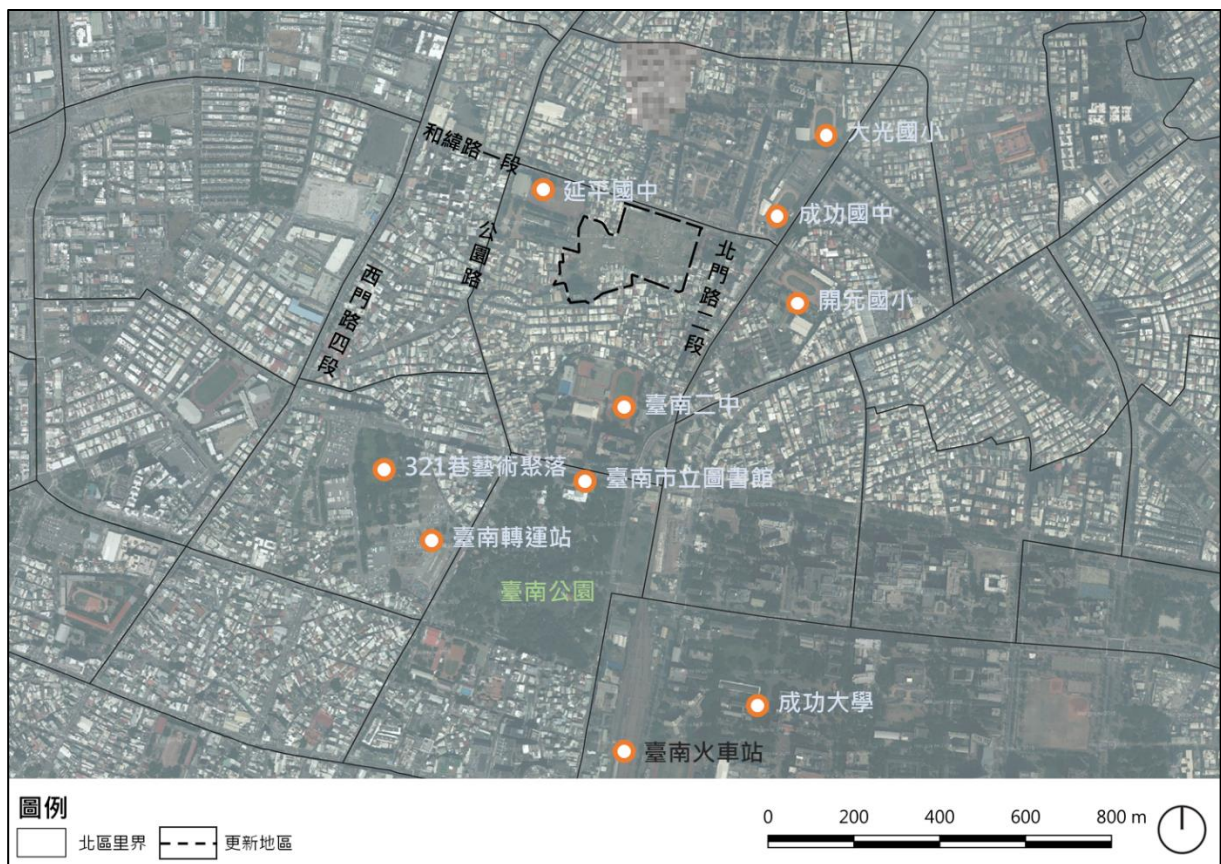 大光國小
和緯路一段
延平國中
成功國中
公園路
北門路二段
西門路四段
開元國小
臺南二中
321巷藝術聚落
臺南市立圖書館
臺南轉運站
臺南公園
成功大學
臺南火車站
圖例
北區里界
更新地區
0 200 400 600 800 m